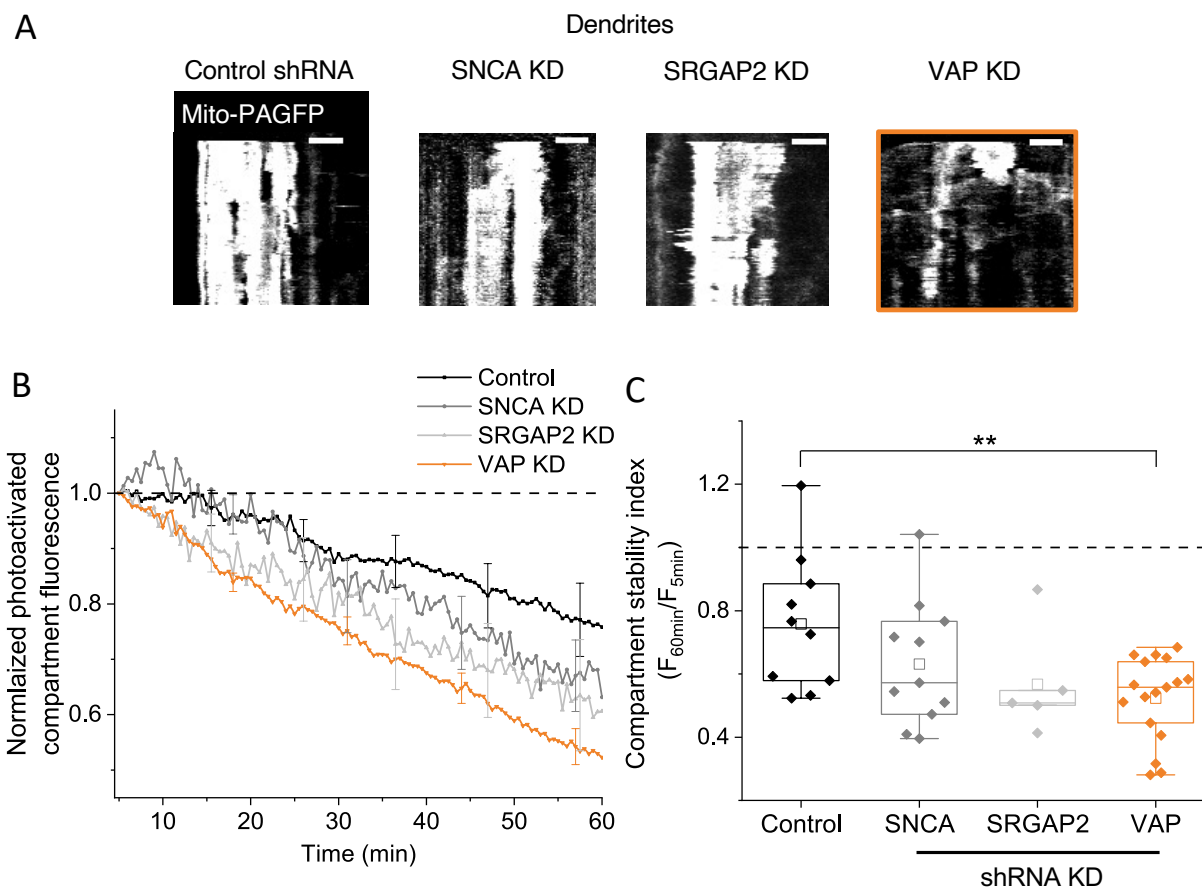 A
Dendrites
Control shRNA
SNCA KD
SRGAP2 KD
VAP KD
Mito-PAGFP
B
Control
SNCA KD
SRGAP2 KD
VAP KD
Normlaized photoactivated
compartment fluorescence
1.0
0.8
0.6
10
20
30
40
50
60
Time (min)
C
**
Compartment stability index
(F60min/F5min)
1.2
0.8
0.4
Control
SNCA
SRGAP2
VAP
shRNA KD